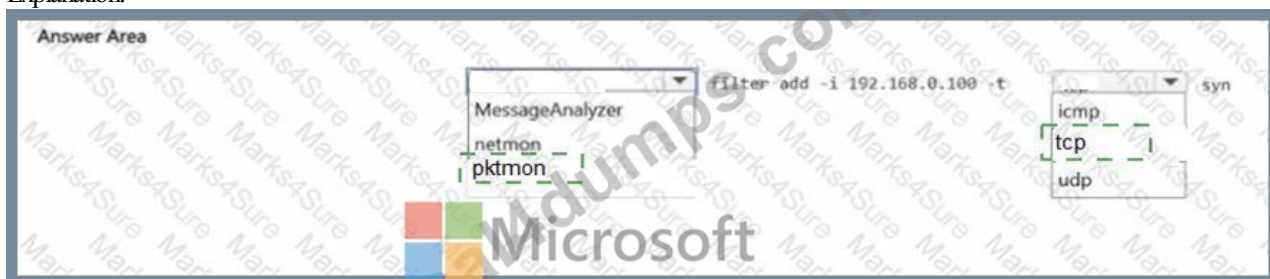 Explanation:
Answer Area
filter add -i 192.168.0.100 -t syn
MessageAnalyzer
netmon
pktmon
icmp
tcp
udp
Microsoft